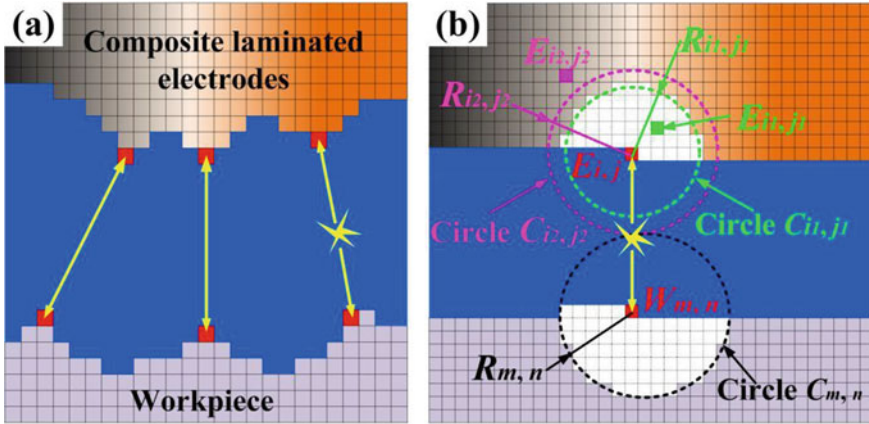 (a)
Composite laminated
electrodes
Workpiece
(b)
Ri1, j1
Ei2, j2
Ri2, j2
Ei1, j1
Ei, j
Circle Ci2, j2
Circle Ci1, j1
Wm, n
Rm, n
Circle Cm, n